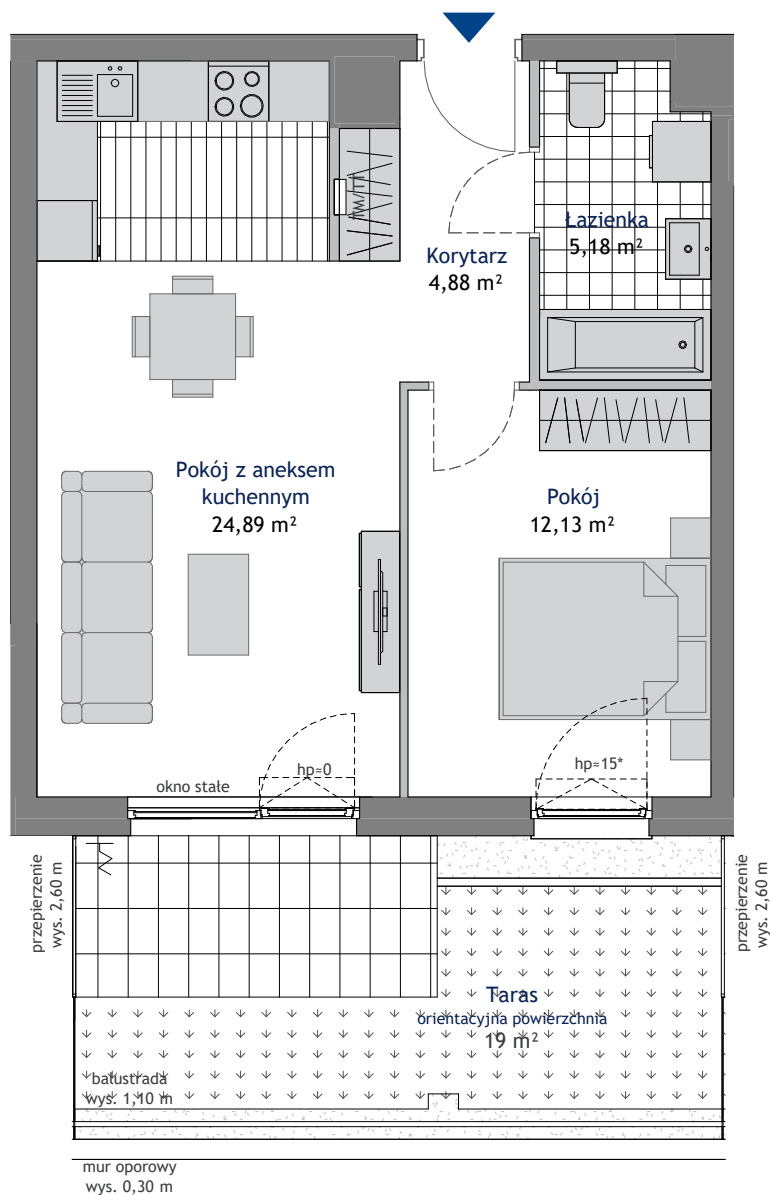 TM/TT
Łazienka
5,18 m²
Korytarz
4,88 m²
Pokój z aneksem
kuchennym
24,89 m²
Pokój
12,13 m²
okno stałe
hp≈0
hp≈15*
przepierzenie
wys. 2,60 m
przepierzenie
wys. 2,60 m
Taras
orientacyjna powierzchnia
19 m²
balustrada
wys. 1,10 m
mur oporowy
wys. 0,30 m